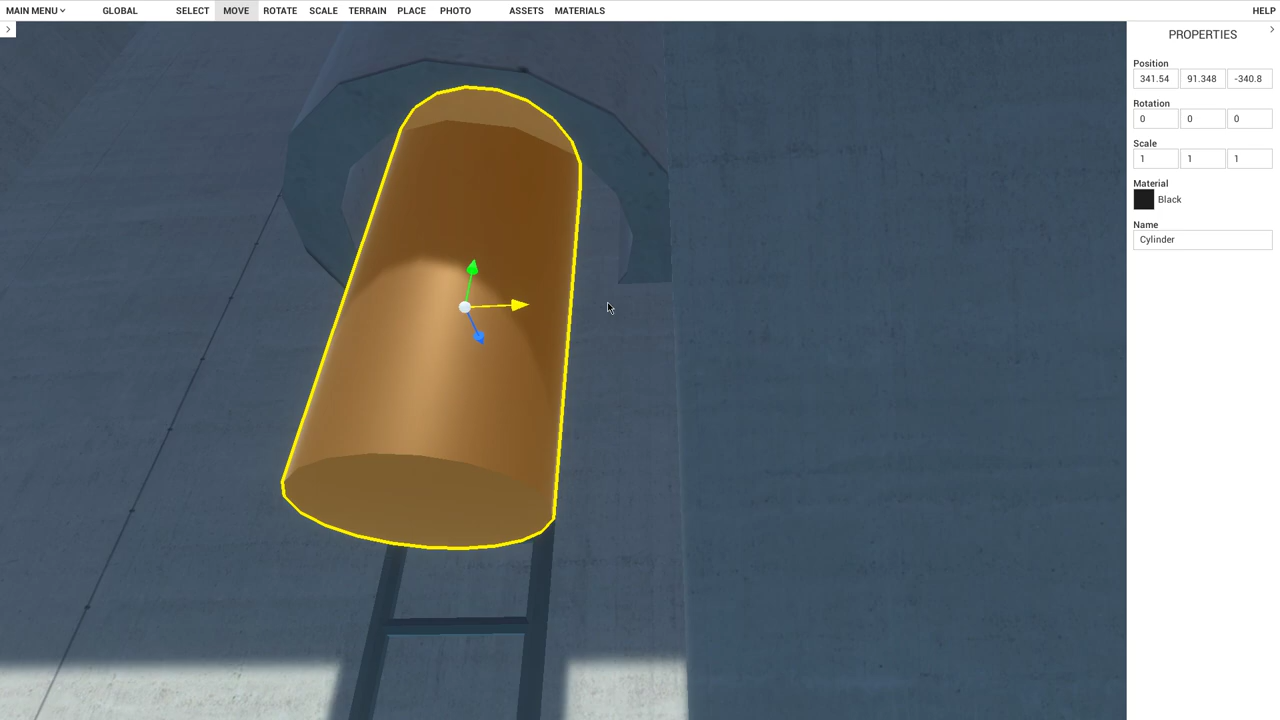 MAIN MENU GLOBAL SELECT MOVE ROTATE SCALE TERRAIN PLACE PHOTO ASSETS MATERIALS HELP
PROPERTIES
Position
341.54 91.348 -340.8
Rotation
0 0 0
Scale
1 1 1
Material
Black
Name
Cylinder